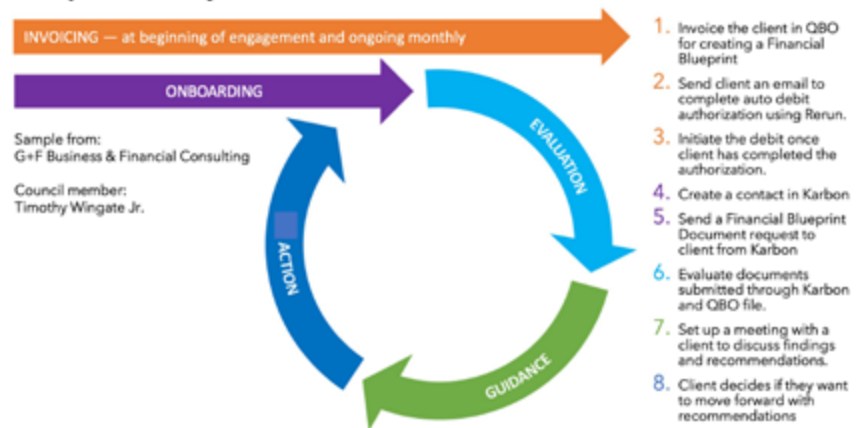 INVOICING — at beginning of engagement and ongoing monthly
ONBOARDING
Sample from:
G+F Business & Financial Consulting
Council member:
Timothy Wingate Jr.
EVALUATION
GUIDANCE
ACTION
1. Invoice the client in QBO
for creating a Financial
Blueprint
2. Send client an email to
complete auto debit
authorization using Rerun.
3. Initiate the debit once
client has completed the
authorization.
4. Create a contact in Karbon
5. Send a Financial Blueprint
Document request to
client from Karbon
6. Evaluate documents
submitted through Karbon
and QBO file.
7. Set up a meeting with a
client to discuss findings
and recommendations.
8. Client decides if they want
to move forward with
recommendations